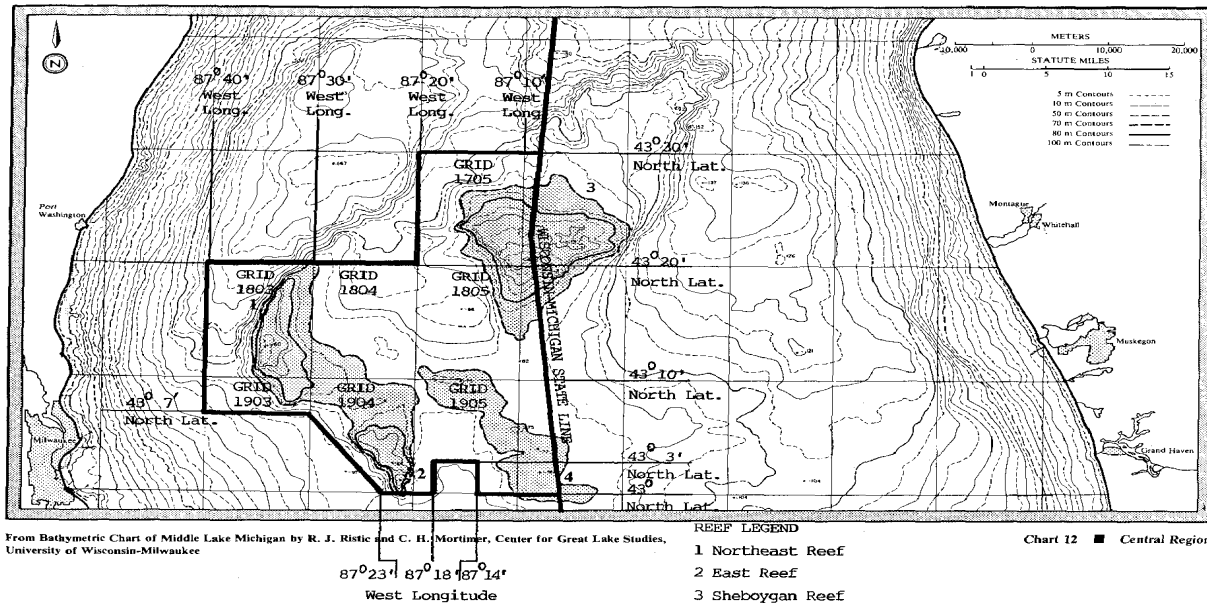 N
87° 40'
West
Long.
87° 30'
West
Long.
87° 20'
West
Long.
87° 10'
West
Long.
METERS
10,000 0 10,000 20,000
STATUTE MILES
1 0 5 10 15
5 m Contours
10 m Contours
50 m Contours
70 m Contours
80 m Contours
100 m Contours
Port
Washington
GRID
1705
3
43° 30'
North Lat.
Montague
Whitehall
WISCONSIN-MICHIGAN STATE LINE
43° 20'
North Lat.
GRID
1803
1
GRID
1804
GRID
1805
Muskegon
43° 10'
North Lat.
GRID
1903
GRID
1904
GRID
1905
43° 7'
North Lat.
Milwaukee
2
4
43° 3'
North Lat.
43°
North Lat.
Grand Haven
From Bathymetric Chart of Middle Lake Michigan by R. J. Ristic and C. H. Mortimer, Center for Great Lake Studies,
University of Wisconsin-Milwaukee
Chart 12 ■ Central Region
87° 23' 87° 18' 87° 14'
West Longitude
REEF LEGEND
1 Northeast Reef
2 East Reef
3 Sheboygan Reef